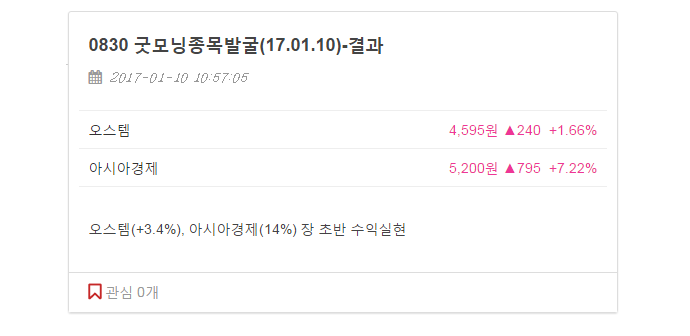 0830 굿모닝종목발굴(17.01.10)-결과
2017-01-10 10:57:05
오스템 4,595원 ▲240 +1.66%
아시아경제 5,200원 ▲795 +7.22%
오스템(+3.4%), 아시아경제(14%) 장 초반 수익실현
관심 0개